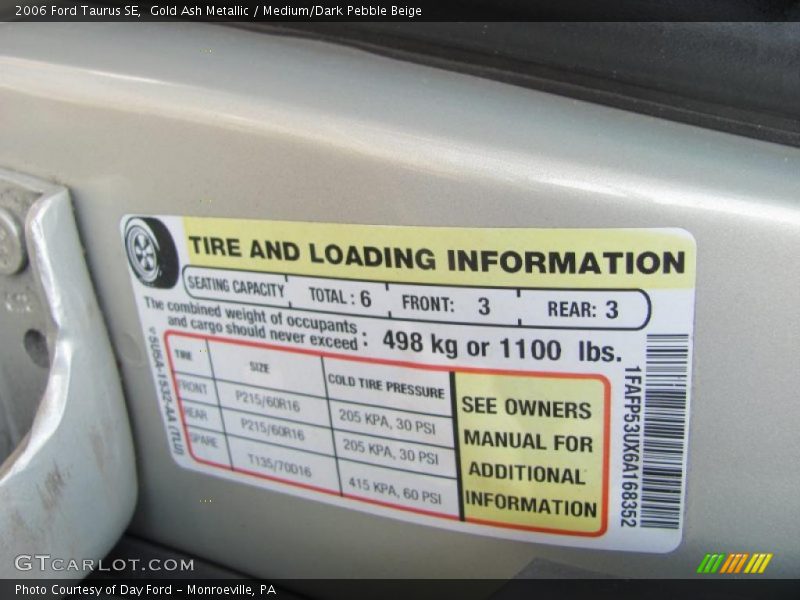 2006 Ford Taurus SE, Gold Ash Metallic / Medium/Dark Pebble Beige
TIRE AND LOADING INFORMATION
SEATING CAPACITY TOTAL: 6 FRONT: 3 REAR: 3
The combined weight of occupants
and cargo should never exceed : 498 kg or 1100 lbs.
TIRE SIZE COLD TIRE PRESSURE
FRONT P215/60R16 205 KPA, 30 PSI
REAR P215/60R16 205 KPA, 30 PSI
SPARE T135/70D16 415 KPA, 60 PSI
SEE OWNERS
MANUAL FOR
ADDITIONAL
INFORMATION
1FAFP53UX6A168352
GTCARLOT.COM
Photo Courtesy of Day Ford - Monroeville, PA